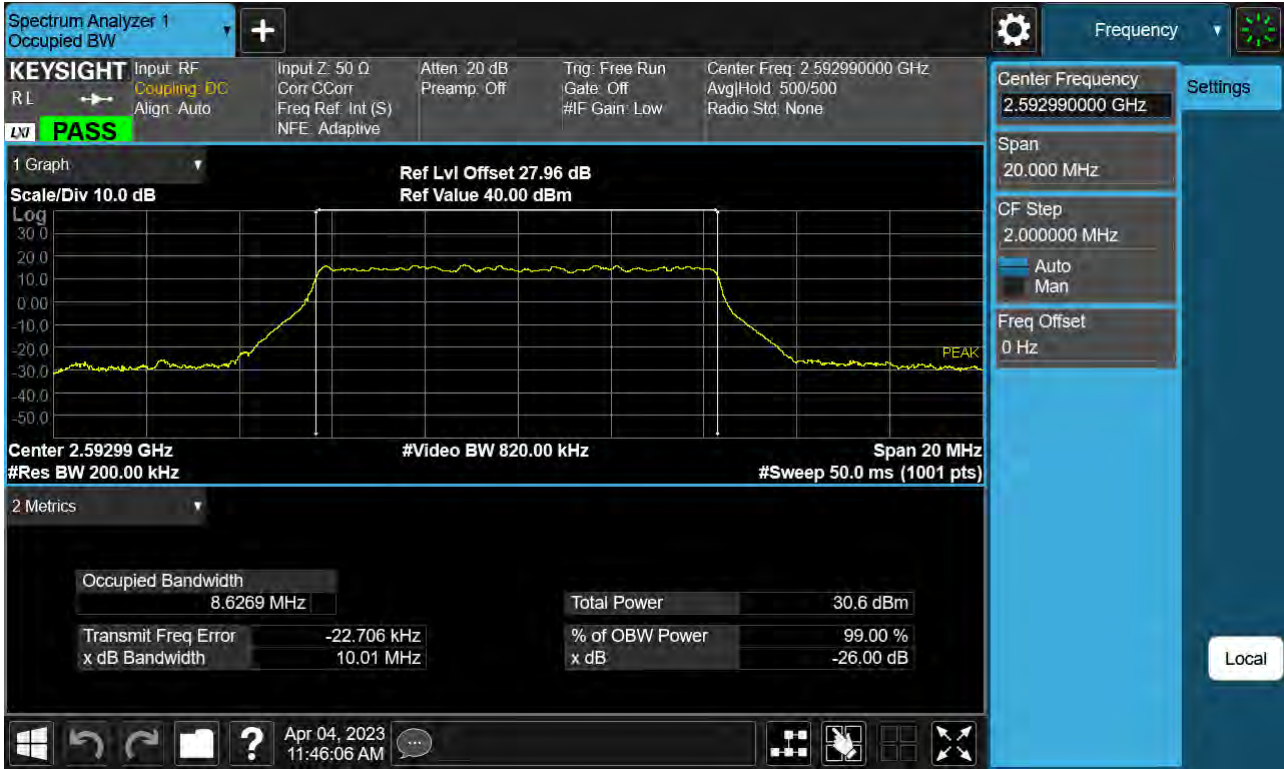 Spectrum Analyzer 1
Occupied BW
+
Frequency
KEYSIGHT
R L
LXI
PASS
Input: RF
Coupling: DC
Align: Auto
Input Z: 50 Ω
Corr CCorr
Freq Ref: Int (S)
NFE: Adaptive
Atten: 20 dB
Preamp: Off
Trig: Free Run
Gate: Off
#IF Gain: Low
Center Freq: 2.592990000 GHz
Avg|Hold: 500/500
Radio Std: None
Center Frequency
2.592990000 GHz
Settings
Span
20.000 MHz
CF Step
2.000000 MHz
Auto
Man
Freq Offset
0 Hz
Local
1 Graph
Scale/Div 10.0 dB
Ref Lvl Offset 27.96 dB
Ref Value 40.00 dBm
Log
30.0
20.0
10.0
0.00
-10.0
-20.0
-30.0
-40.0
-50.0
PEAK
Center 2.59299 GHz
#Video BW 820.00 kHz
Span 20 MHz
#Res BW 200.00 kHz
#Sweep 50.0 ms (1001 pts)
2 Metrics
Occupied Bandwidth
8.6269 MHz
Total Power 30.6 dBm
Transmit Freq Error -22.706 kHz
% of OBW Power 99.00 %
x dB Bandwidth 10.01 MHz
x dB -26.00 dB
?
Apr 04, 2023
11:46:06 AM